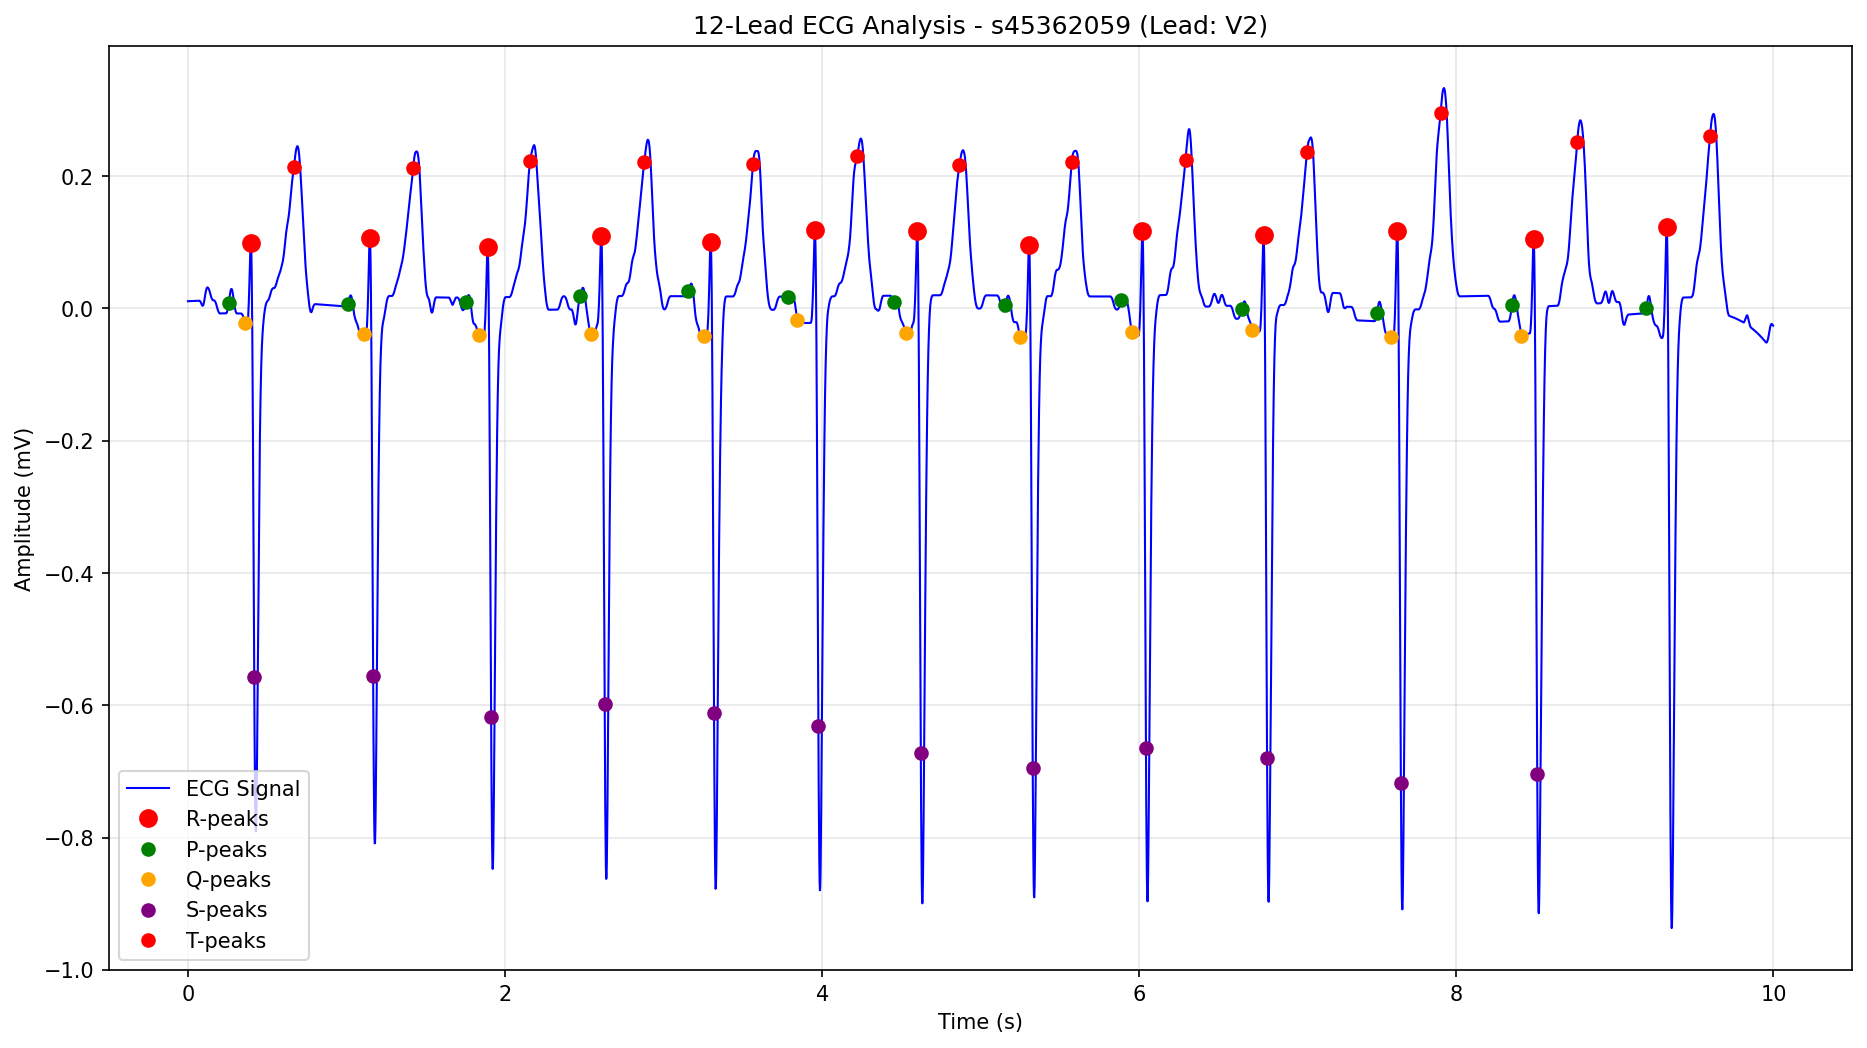 12-Lead ECG Analysis - s45362059 (Lead: V2)
Amplitude (mV)
0.2
0.0
−0.2
−0.4
−0.6
−0.8
−1.0
ECG Signal
R-peaks
P-peaks
Q-peaks
S-peaks
T-peaks
0 2 4 6 8 10
Time (s)